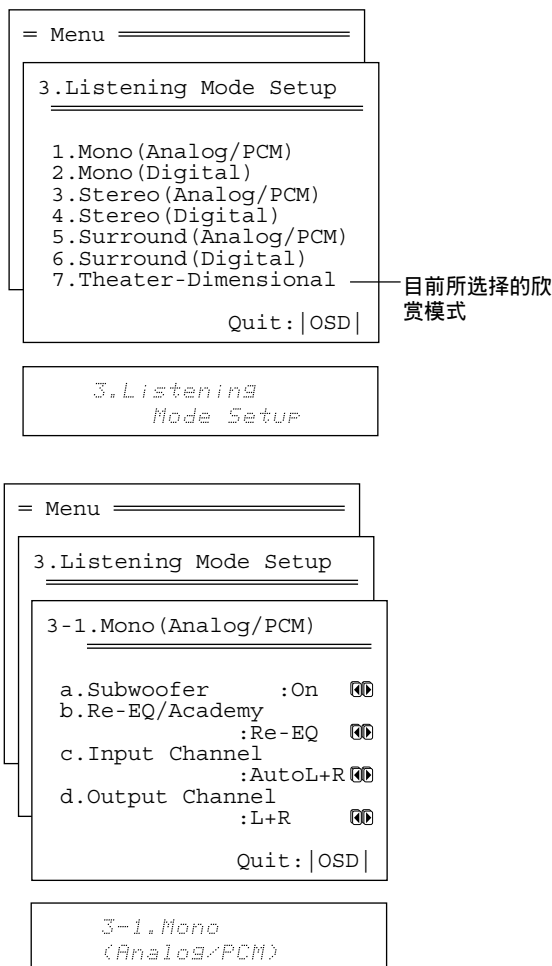 = Menu
3.Listening Mode Setup
1.Mono(Analog/PCM)
2.Mono(Digital)
3.Stereo(Analog/PCM)
4.Stereo(Digital)
5.Surround(Analog/PCM)
6.Surround(Digital)
7.Theater-Dimensional
目前所选择的欣
赏模式
Quit:|OSD|
3.Listening
Mode Setup
= Menu
3.Listening Mode Setup
3-1.Mono(Analog/PCM)
a.Subwoofer :On
b.Re-EQ/Academy
:Re-EQ
c.Input Channel
:AutoL+R
d.Output Channel
:L+R
Quit:|OSD|
3-1.Mono
(Analog/PCM)